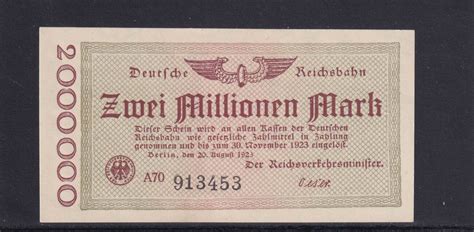 2000000
Deutsche Reichsbahn
Zwei Millionen Mark
Dieser Schein wird an allen Kassen der Deutschen
Reichsbahn wie gesetzliche Zahlmittel in Zahlung
genommen und bis zum 30. November 1923 eingelöst.
Berlin, den 20. August 1923
Der Reichsverkehrsminister.
A70 913453